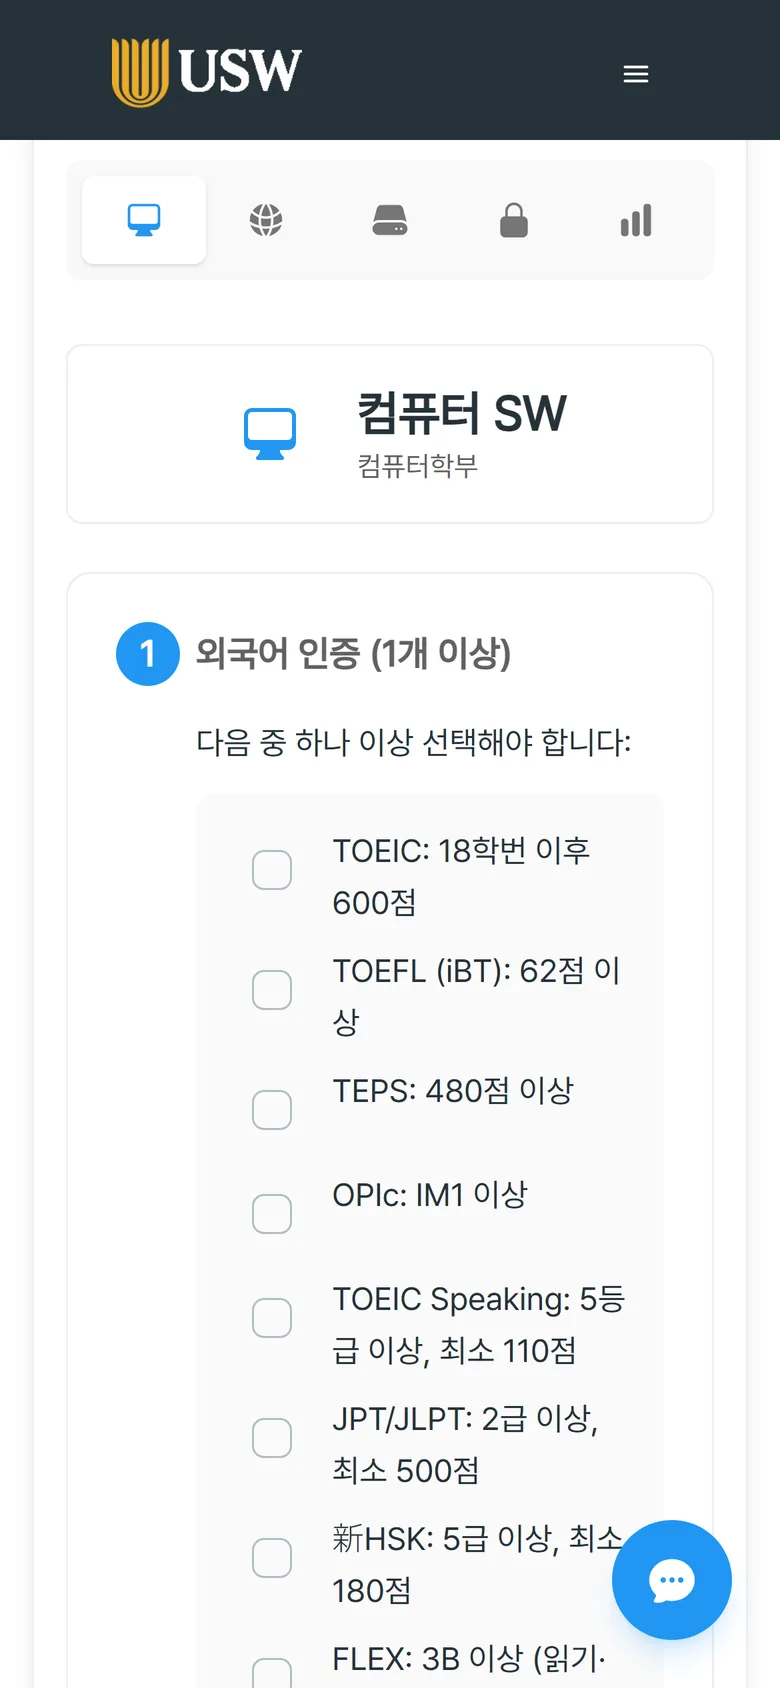 USW
컴퓨터 SW
컴퓨터학부
1 외국어 인증 (1개 이상)
다음 중 하나 이상 선택해야 합니다:
TOEIC: 18학번 이후
600점
TOEFL (iBT): 62점 이
상
TEPS: 480점 이상
OPIc: IM1 이상
TOEIC Speaking: 5등
급 이상, 최소 110점
JPT/JLPT: 2급 이상,
최소 500점
新HSK: 5급 이상, 최소
180점
FLEX: 3B 이상 (읽기·